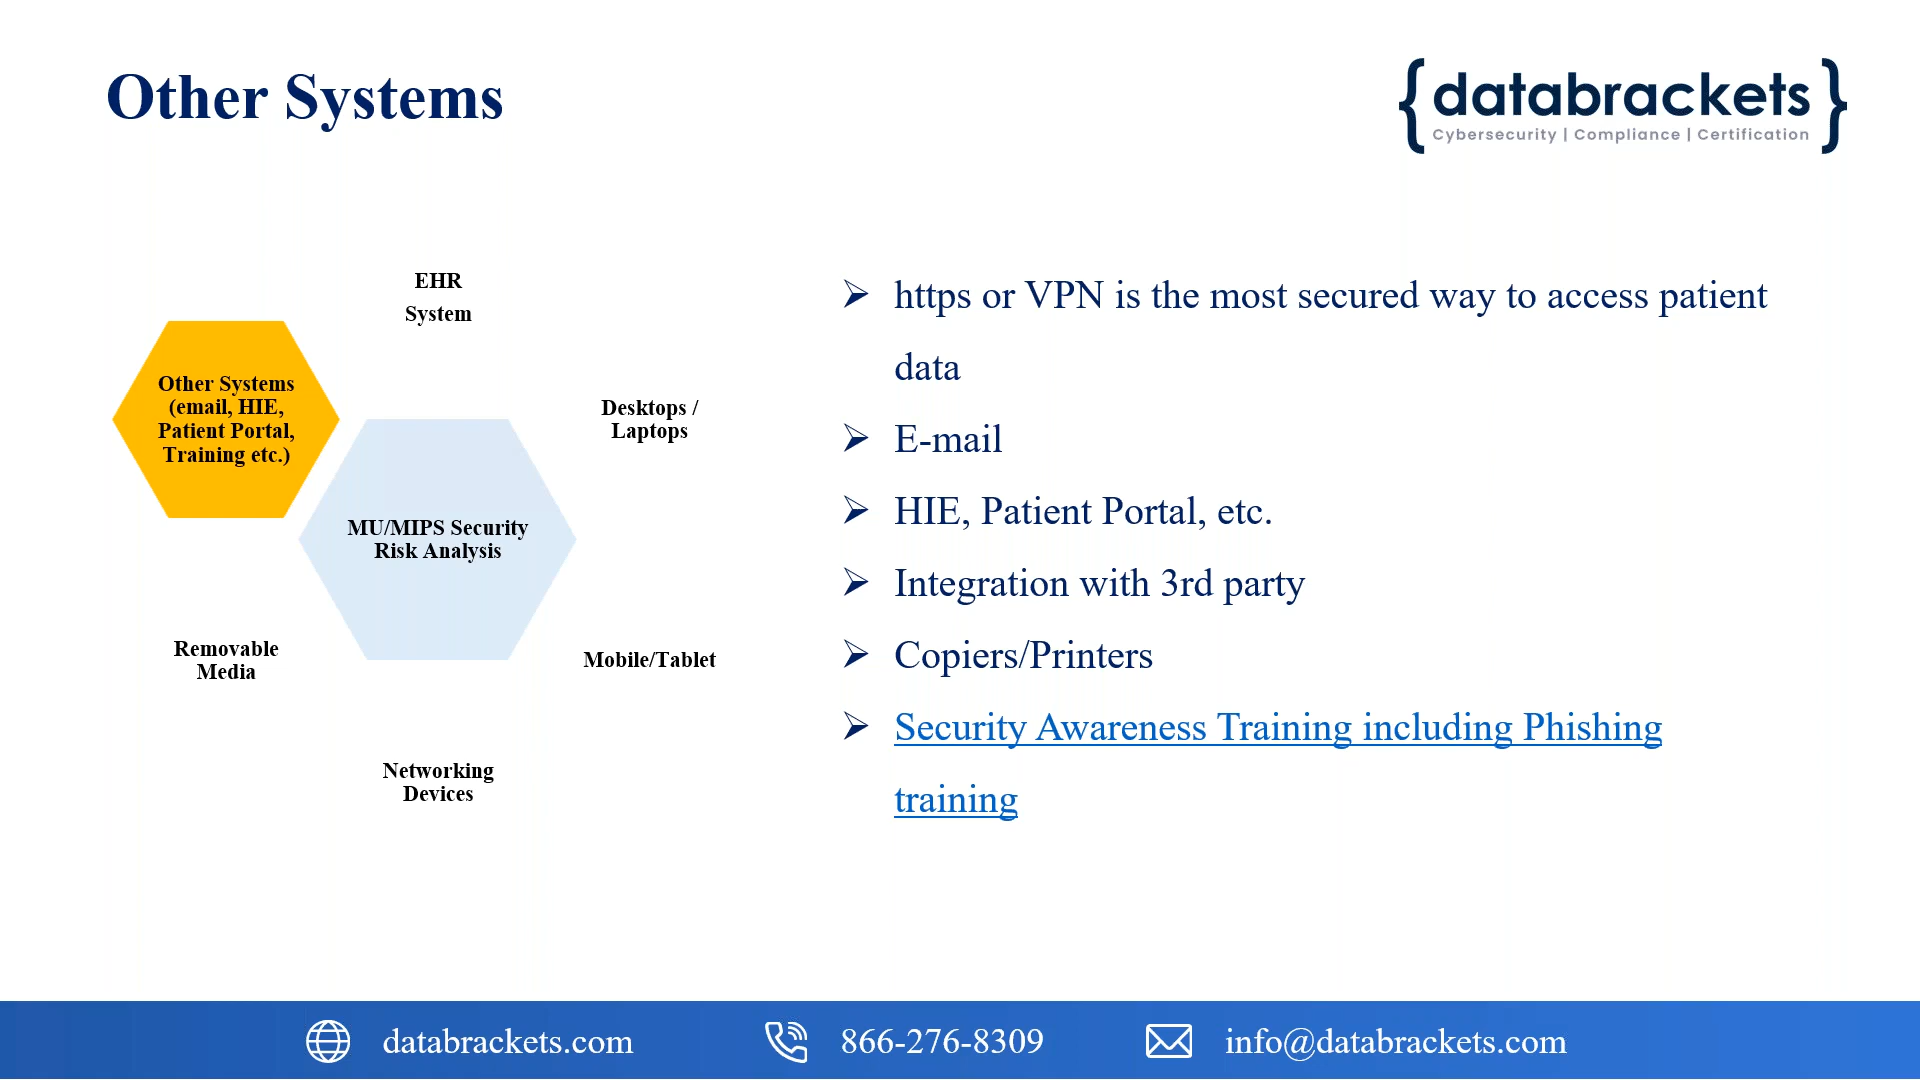 Other Systems
{databrackets}
Cybersecurity | Compliance | Certification
EHR
System
Other Systems
(email, HIE,
Patient Portal,
Training etc.)
Desktops /
Laptops
MU/MIPS Security
Risk Analysis
Removable
Media
Mobile/Tablet
Networking
Devices
➢ https or VPN is the most secured way to access patient
data
➢ E-mail
➢ HIE, Patient Portal, etc.
➢ Integration with 3rd party
➢ Copiers/Printers
➢ Security Awareness Training including Phishing
training
databrackets.com
866-276-8309
info@databrackets.com